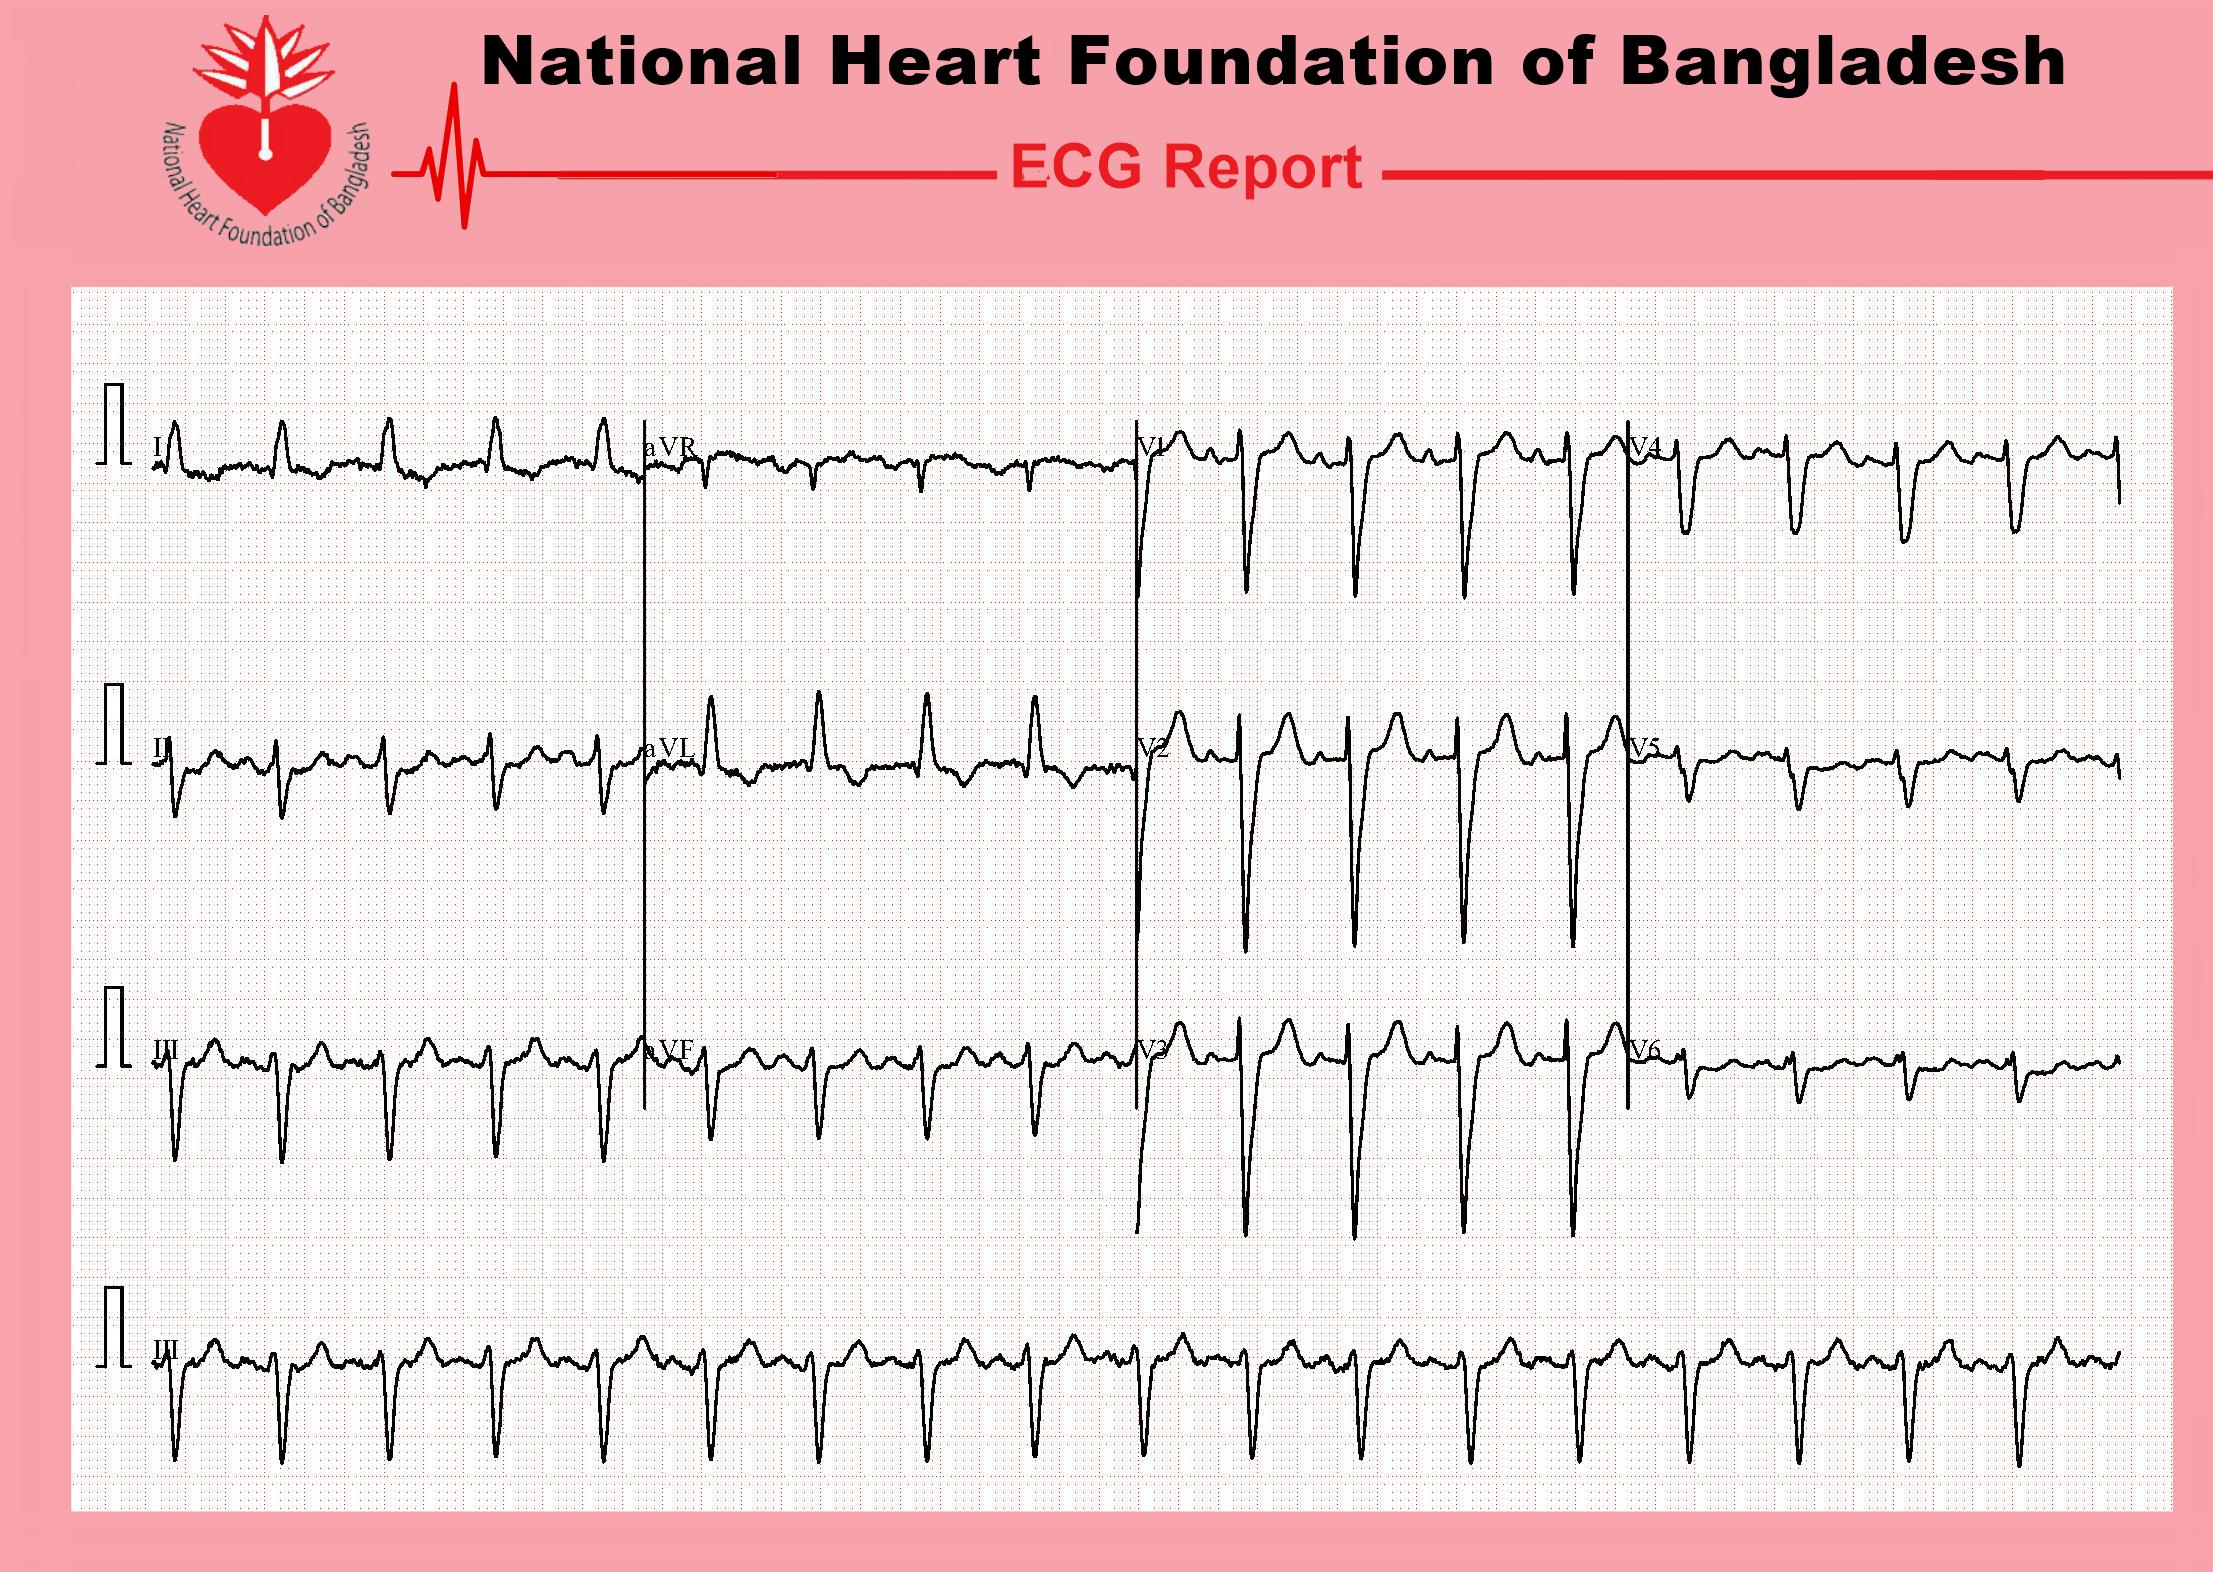 National Heart Foundation of Bangladesh
National Heart Foundation of Bangladesh
ECG Report
I
aVR
V1
V4
II
aVL
V2
V5
III
aVF
V3
V6
III